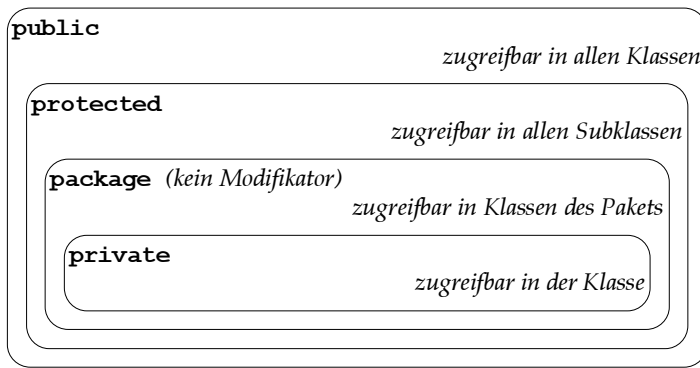 public
zugreifbar in allen Klassen
protected
zugreifbar in allen Subklassen
package (kein Modifikator)
zugreifbar in Klassen des Pakets
private
zugreifbar in der Klasse